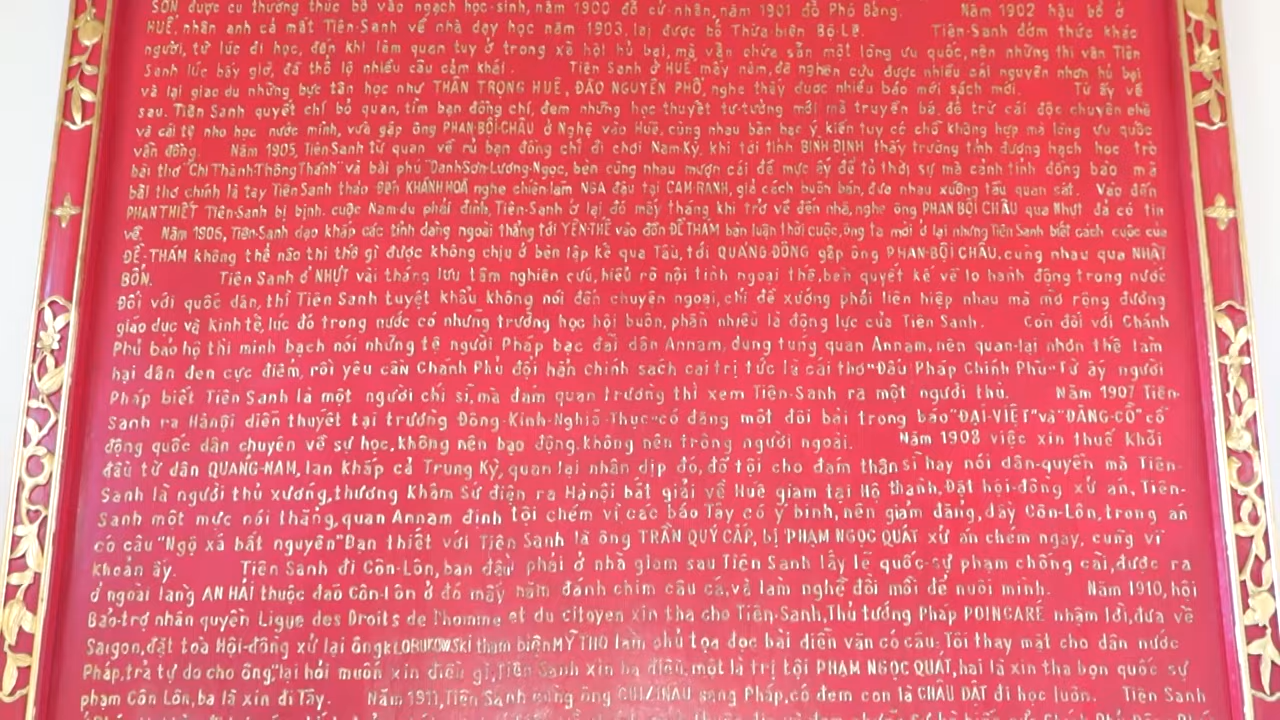 SƠN được cu thương thức bổ vào ngạch học-sinh, năm 1900 đỗ cử nhân, năm 1901 đỗ Phó Bảng. Năm 1902 hậu bổ ở
HUẾ, nhân anh cả mất Tiên-Sanh về nhà dạy học năm 1903, lại được bổ Thừa biên Bộ-Lễ. Tiên-Sanh đởm thức khác
người, từ lúc đi học, đến khi làm quan tuy ở trong xã hội hủ bại, mà vẫn chứa sẳn một lòng ưu quốc, nên những thi văn Tiên
Sanh lúc bấy giờ, đã thổ lộ nhiều câu cảm khái. Tiên Sanh ở HUẾ mấy năm, đã nghiên cứu được nhiều cái nguyên nhơn hủ bại
và lại giao du những bực tân học như THÂN TRỌNG HUỀ, ĐÀO NGUYÊN PHỔ, nghe thấy được nhiều báo mới sách mới. Từ ấy về
sau. Tiên Sanh quyết chí bỏ quan, tìm bạn đồng chí, đem những học thuyết tư-tưởng mới mà truyền bá, để trừ cái độc chuyên chế
và cải tệ nho học nước mình, vừa gặp ông PHAN-BỘI-CHÂU ở Nghệ vào Huế, cùng nhau bàn bạc ý kiến tuy có chỗ không hợp mà lòng ưu quốc
vẫn đồng. Năm 1905, Tiên Sanh từ quan về rủ bạn đồng chí đi chơi Nam-Kỳ. khi tới tỉnh BÌNH ĐỊNH thấy trường tỉnh đương hạch học trò
bài thơ "Chí Thành-Thông Thánh" và bài phú "Danh Sơn-Lương-Ngọc, bèn cùng nhau mượn cái đề mục ấy để tỏ thời sự mà cảnh tỉnh đồng bào mà
bài thơ chính là tay Tiên Sanh thảo Đến KHÁNH HOÀ nghe chiến lảm NGA đậu tại CAM-RANH, giả cách buôn bán, đưa nhau xuống tàu quan sát. Vào đến
PHAN THIẾT Tiên-Sanh bị bịnh. cuộc Nam-du phải đình, Tiên-Sanh ở lại đó mấy tháng khi trở về đến nhà, nghe ông PHAN BỘI CHÂU qua Nhựt đã có tin
về. Năm 1906, Tiên-Sanh dạo khắp các tỉnh đàng ngoài thẳng tới YÊN-THẾ vào đồn ĐỀ THÁM bàn luận thời cuộc, ông ta mời ở lại nhưng Tiên Sanh biết cách cuộc của
ĐỀ-THÁM không thể nào thi thố gì được không chịu ở bèn lập kế qua Tàu, tới QUẢNG-ĐÔNG gặp ông PHAN-BỘI CHÂU. cùng nhau qua NHẬT
BỔN. Tiên Sanh ở NHỰT vài tháng lưu tâm nghiên cứu, hiểu rõ nội tình ngoại thế, bèn quyết kế về lo hành động trong nước
Đối với quốc dân, thì Tiên Sanh tuyệt khẩu không nói đến chuyện ngoại, chỉ đề xướng phải liên hiệp nhau mà mở rộng đường
giáo dục và kinh tế, lúc đó trong nước có những trường học hội buôn, phần nhiều là động lực của Tiên Sanh. Còn đối với Chánh
Phủ bảo hộ thì minh bạch nói những tệ người Pháp bạc đãi dân Annam, dung tung quan Annam, nên quan-lại nhơn thế làm
hại dân đen cực điểm, rồi yêu cần Chánh Phủ đổi hẳn chính sách cai trị tức là cái thơ "Đầu Pháp Chính Phủ" Từ ấy người
Pháp biết Tiên Sanh là một người chí sĩ, mà đám quan trường thì xem Tiên-Sanh ra một người thù. Năm 1907 Tiên-
Sanh ra Hànội diễn thuyết tại trường Đông-Kinh-Nghĩa-Thục-có đăng một đôi bài trong báo "ĐẠI-VIỆT" và "ĐĂNG-CỔ" cổ
động quốc dân chuyên về sự học, không nên bạo động. không nên trông người ngoài. Năm 1908 việc xin thuế khởi
đầu từ dân QUẢNG-NAM, lan khắp cả Trung Kỳ, quan lại nhân dịp đó, đổ tội cho đám thân sĩ hay nói dân-quyền mà Tiên-
Sanh là người thủ xướng, thương Khâm Sứ điện ra Hànội bắt giải về Huế giam tại Hộ thành, Đặt hội-đồng xử án, Tiên-
Sanh một mực nói thẳng, quan Annam định tội chém vì các báo Tây có ý binh, nên giảm đẳng, đày Côn-Lôn, trong án
có câu "Ngộ xá bất nguyên" Bạn thiết với Tiên Sanh là ông TRẦN QUÝ CÁP, bị PHẠM NGỌC QUÁT xử án chém ngay, cũng vì
khoản ấy. Tiên Sanh đi Côn-Lôn, ban đầu phải ở nhà giam sau Tiên Sanh lấy lẽ quốc-sự phạm chống cãi, được ra
ở ngoài làng AN HẢI thuộc đảo Côn-Lôn ở đó mấy năm đánh chim câu cá, và làm nghề đồi mồi để nuôi mình. Năm 1910, hội
Bảo-trợ nhân quyền Ligue des Droits de l'homme et du citoyen xin tha cho Tiên-Sanh, Thủ tướng Pháp POINCARÉ nhậm lời, đưa về
Saigon, đặt toà Hội-đồng xử lại ông KLOBUKOWSki tham biện MỸ THO làm chủ tọa đọc bài diễn văn có câu: Tôi thay mặt cho dân nước
Pháp, trả tự do cho ông", lại hỏi muốn xin điều gì, Tiên Sanh xin ba điều, một là trị tội PHẠM NGỌC QUÁT, hai là xin tha bọn quốc sự
phạm Côn Lôn, ba là xin đi Tây. Năm 1911, Tiên Sanh cùng ông sang Pháp, có đem con là CHÂU DẬT đi học luôn. Tiên Sanh